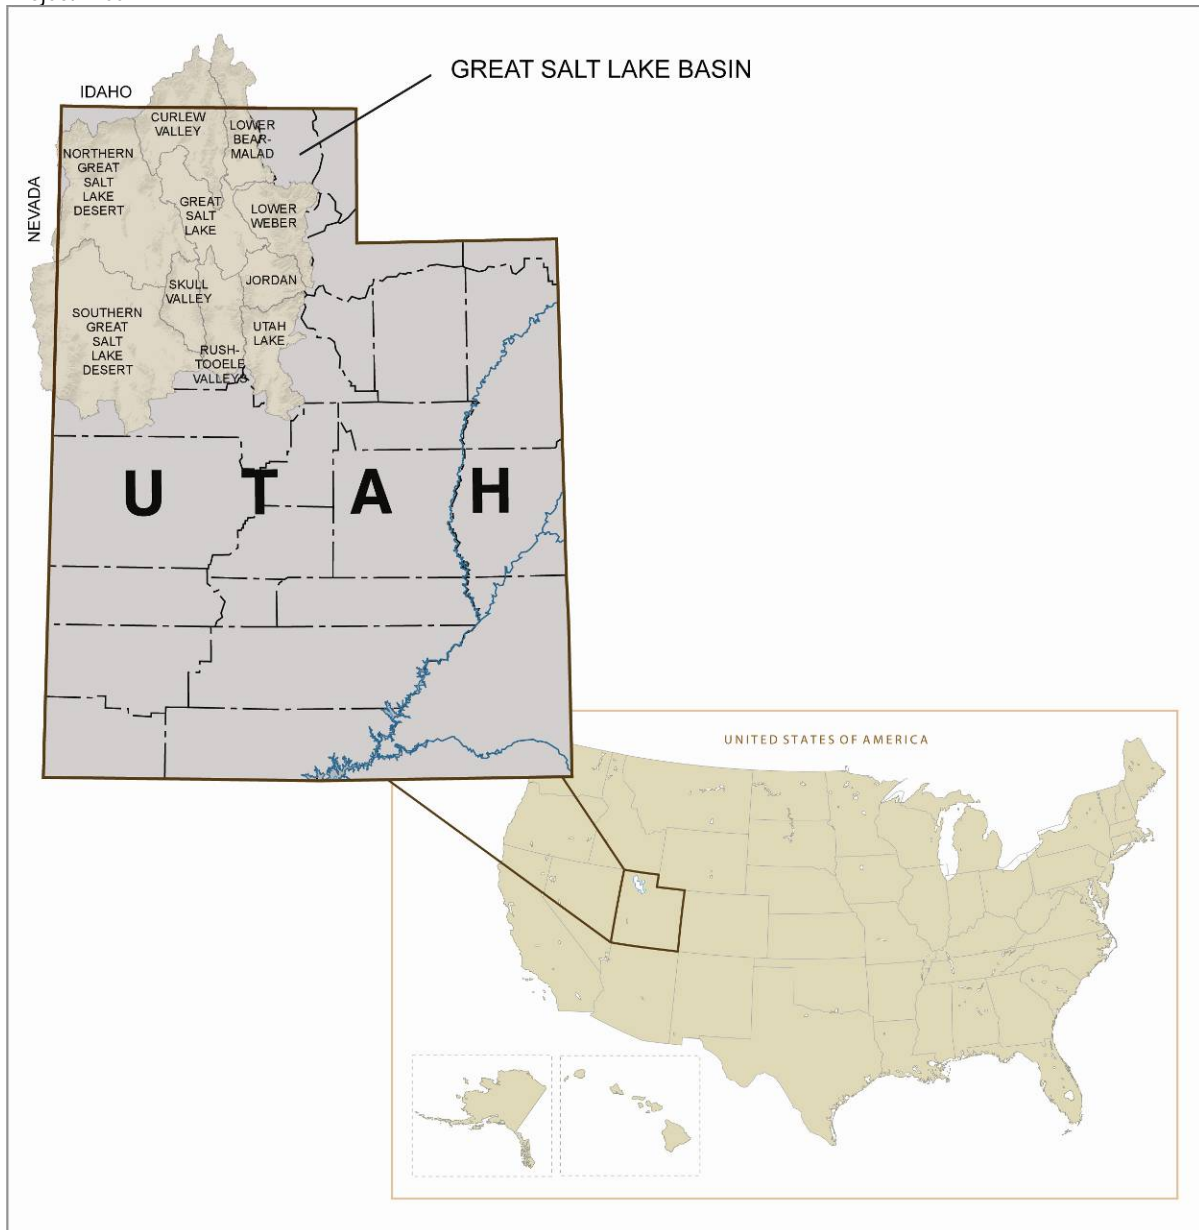 GREAT SALT LAKE BASIN
IDAHO
NEVADA
CURLEW
VALLEY
LOWER
BEAR-
MALAD
NORTHERN
GREAT
SALT
LAKE
DESERT
GREAT
SALT
LAKE
LOWER
WEBER
SKULL
VALLEY
JORDAN
SOUTHERN
GREAT
SALT
LAKE
DESERT
UTAH
LAKE
RUSH-
TOOELE
VALLEYS
U T A H
UNITED STATES OF AMERICA